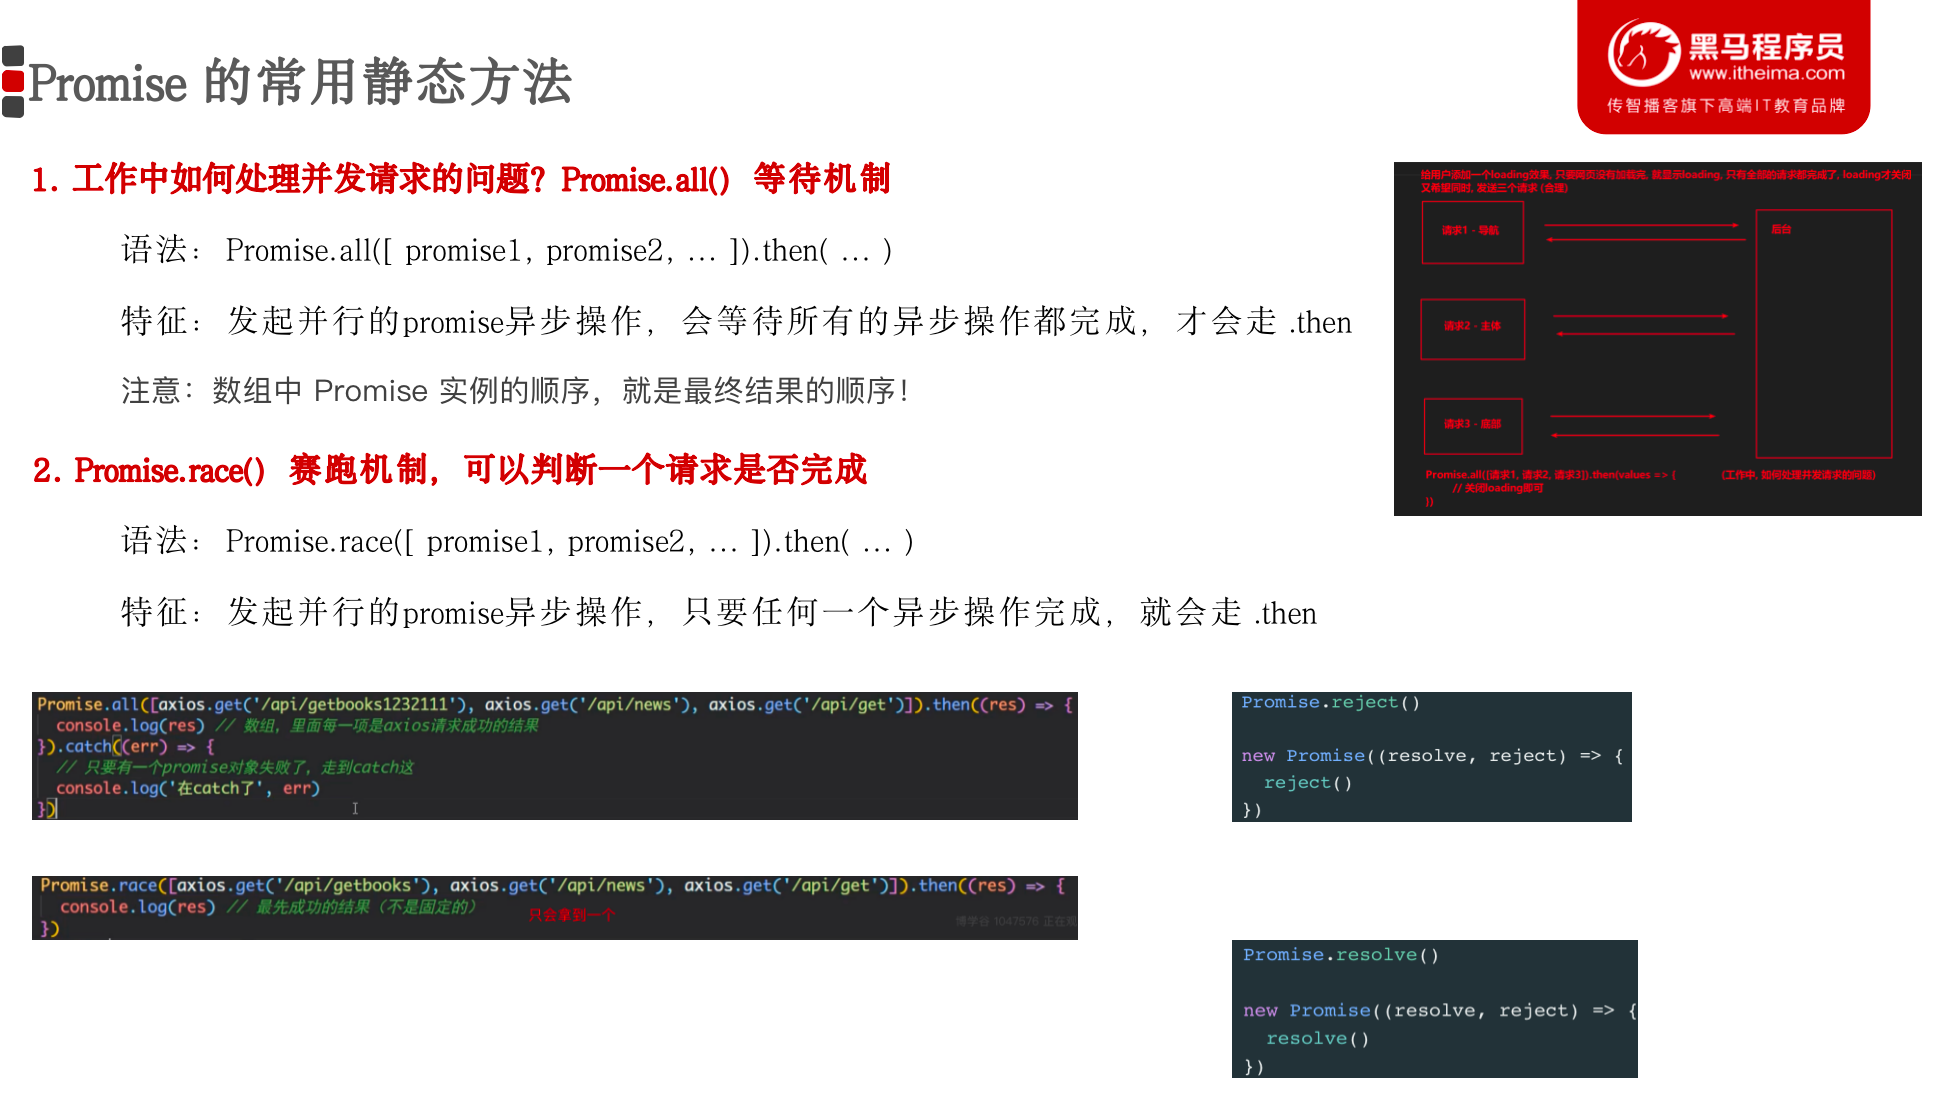 Promise 的常用静态方法
黑马程序员
www.itheima.com
传智播客旗下高端IT教育品牌
1. 工作中如何处理并发请求的问题? Promise.all() 等待机制
语法: Promise.all([ promise1, promise2, ... ]).then( ... )
特征: 发起并行的promise异步操作, 会等待所有的异步操作都完成, 才会走 .then
注意: 数组中 Promise 实例的顺序, 就是最终结果的顺序!
2. Promise.race() 赛跑机制, 可以判断一个请求是否完成
语法: Promise.race([ promise1, promise2, ... ]).then( ... )
特征: 发起并行的promise异步操作, 只要任何一个异步操作完成, 就会走 .then
给用户添加一个loading效果, 只要网页没有加载完, 就显示loading, 只有全部的请求都完成了, loading才关闭
又希望同时, 发送三个请求 (合理)
请求1 - 导航
后台
请求2 - 主体
请求3 - 底部
Promise.all([请求1, 请求2, 请求3]).then(values => { (工作中, 如何处理并发请求的问题)
// 关闭loading即可
})
Promise.all([axios.get('/api/getbooks1232111'), axios.get('/api/news'), axios.get('/api/get')]).then((res) => {
console.log(res) // 数组, 里面每一项是axios请求成功的结果
}).catch((err) => {
// 只要有一个promise对象失败了, 走到catch这
console.log('在catch了', err)
})
Promise.race([axios.get('/api/getbooks'), axios.get('/api/news'), axios.get('/api/get')]).then((res) => {
console.log(res) // 最先成功的结果 (不是固定的)
只会拿到一个
})
博学谷 1047576 正在观
Promise.reject()
new Promise((resolve, reject) => {
reject()
})
Promise.resolve()
new Promise((resolve, reject) => {
resolve()
})